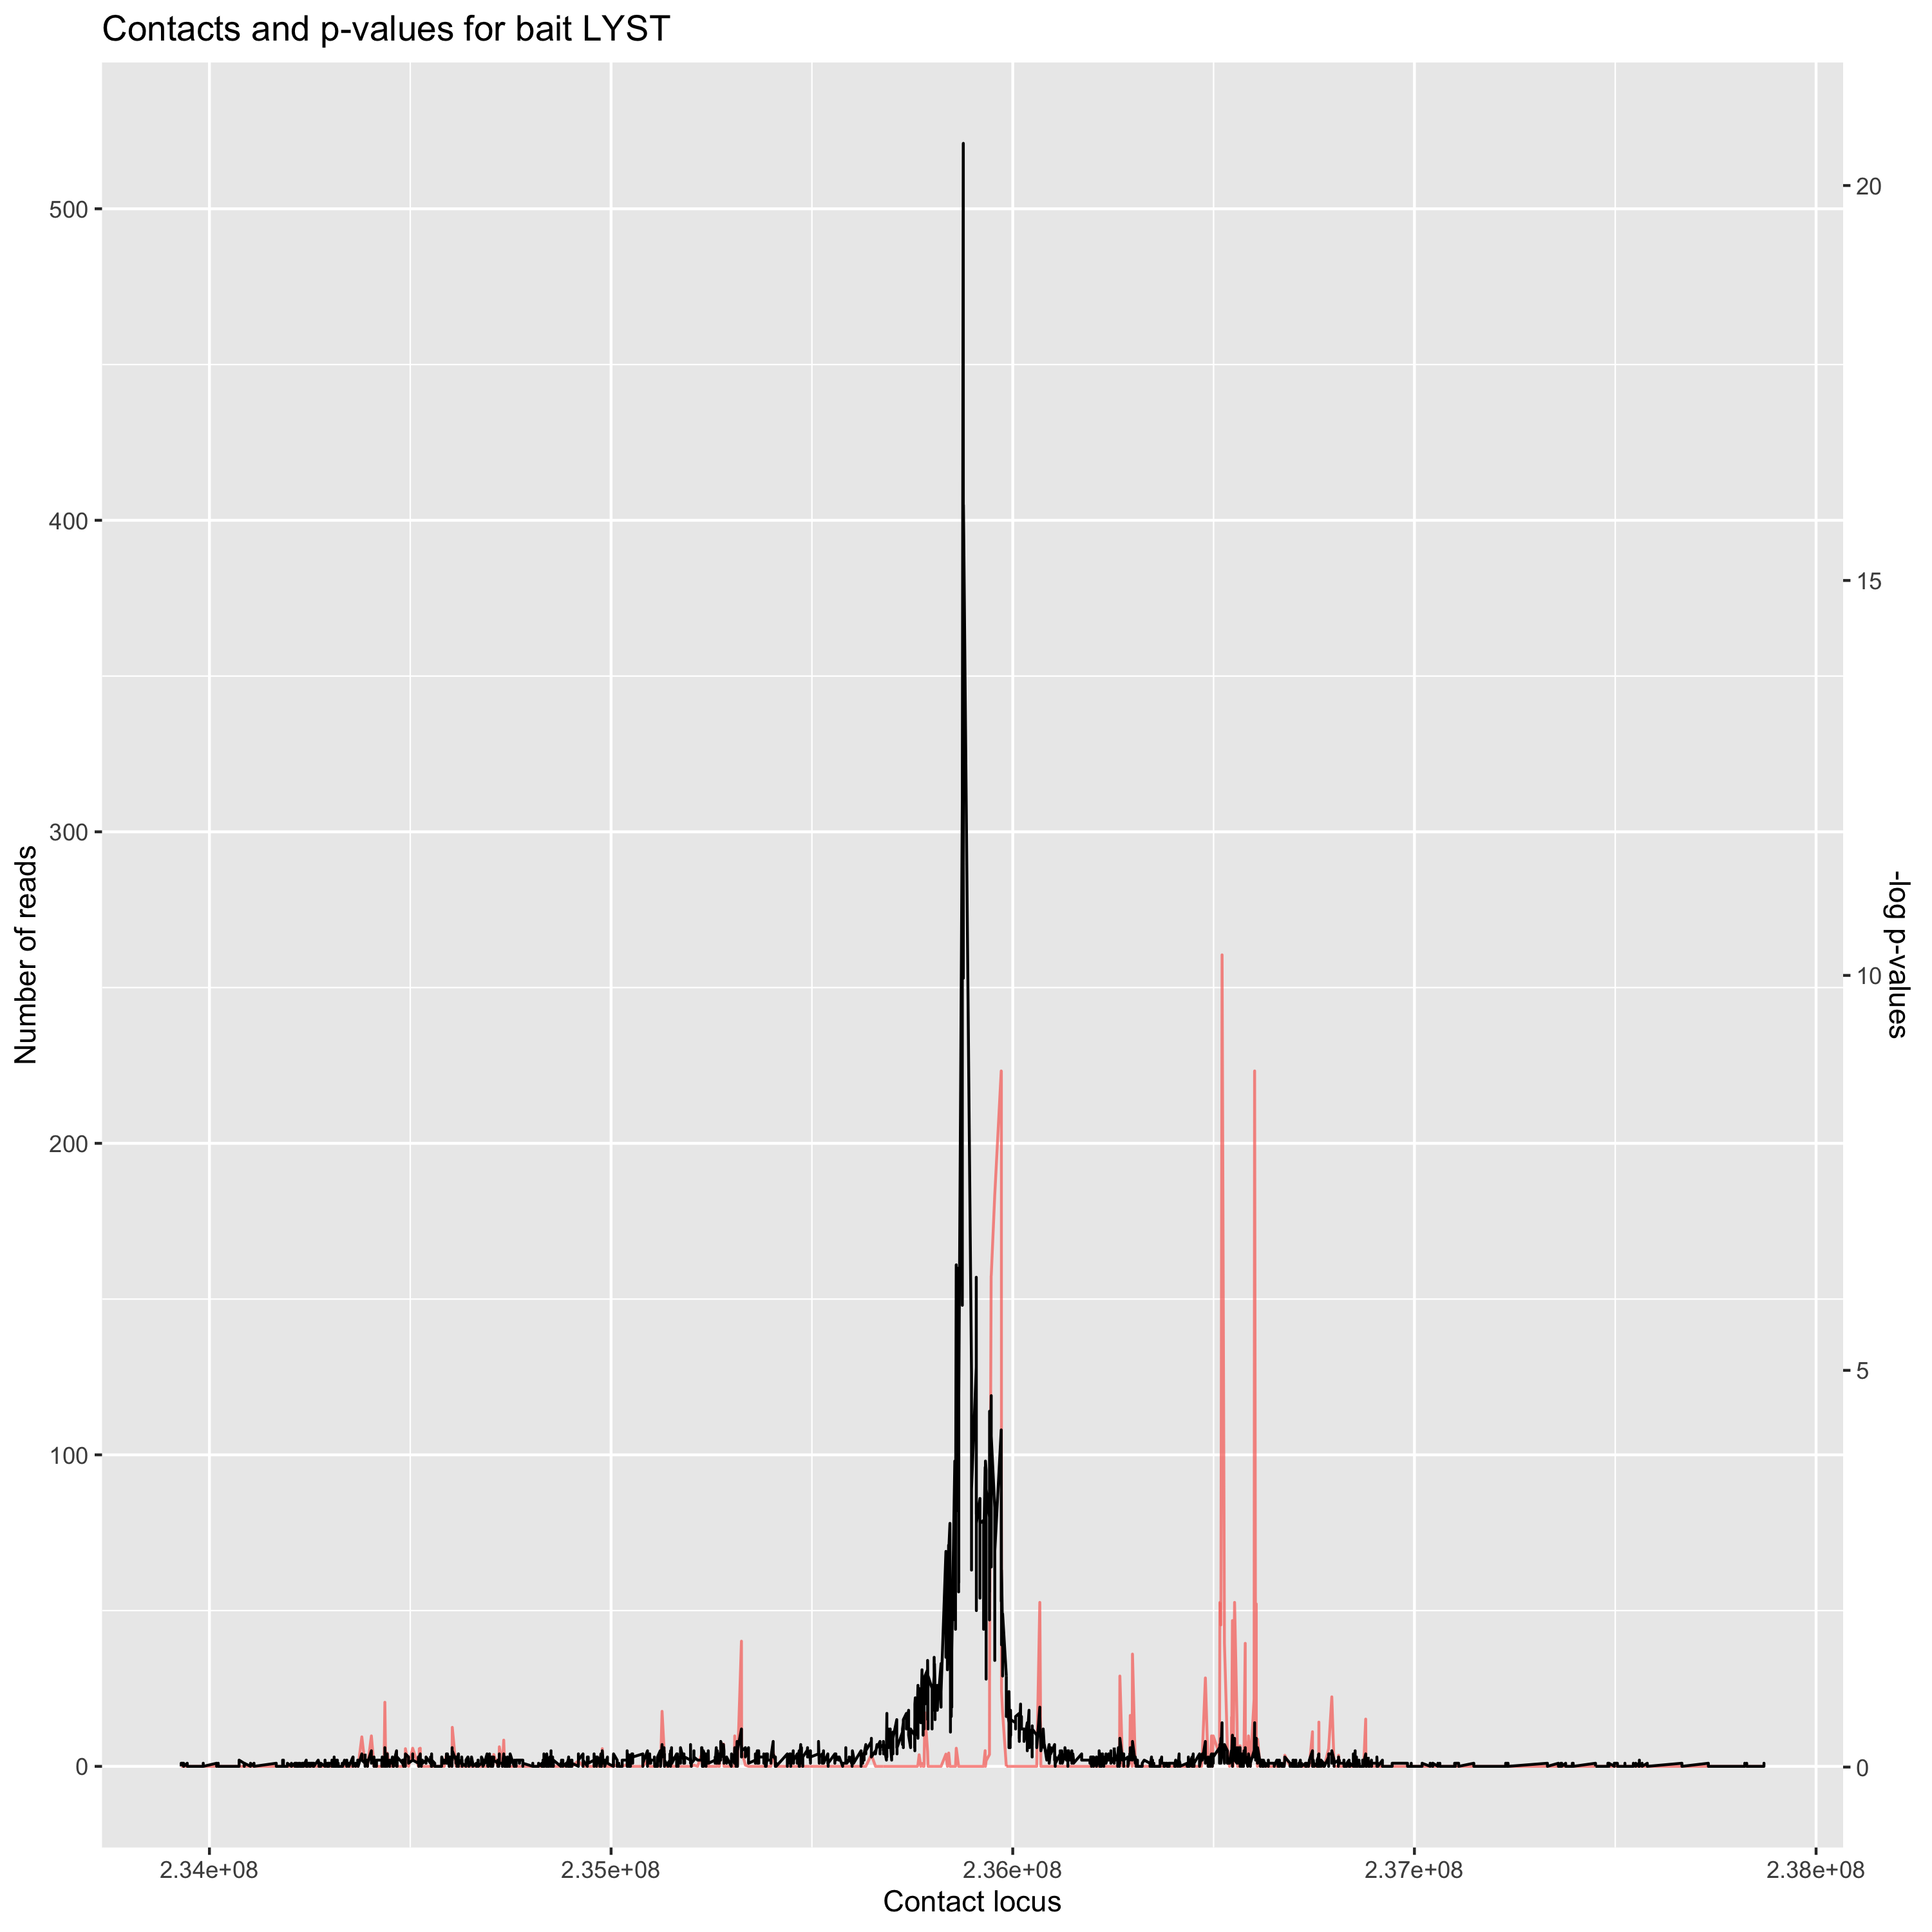 Contacts and p-values for bait LYST
500
400
300
200
100
0
Number of reads
20
15
10
5
0
-log p-values
2.34e+08
2.35e+08
2.36e+08
2.37e+08
2.38e+08
Contact locus